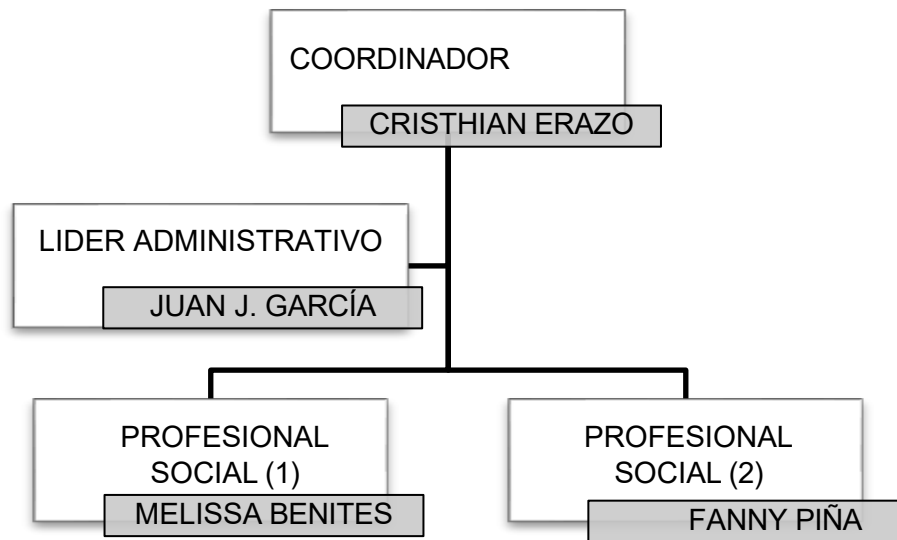 COORDINADOR
CRISTHIAN ERAZO
LIDER ADMINISTRATIVO
JUAN J. GARCÍA
PROFESIONAL
SOCIAL (1)
MELISSA BENITES
PROFESIONAL
SOCIAL (2)
FANNY PIÑA